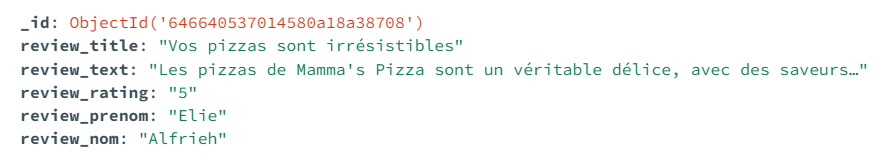 _id: ObjectId('646640537014580a18a38708')
review_title: "Vos pizzas sont irrésistibles"
review_text: "Les pizzas de Mamma's Pizza sont un véritable délice, avec des saveurs…"
review_rating: "5"
review_prenom: "Elie"
review_nom: "Alfrieh"